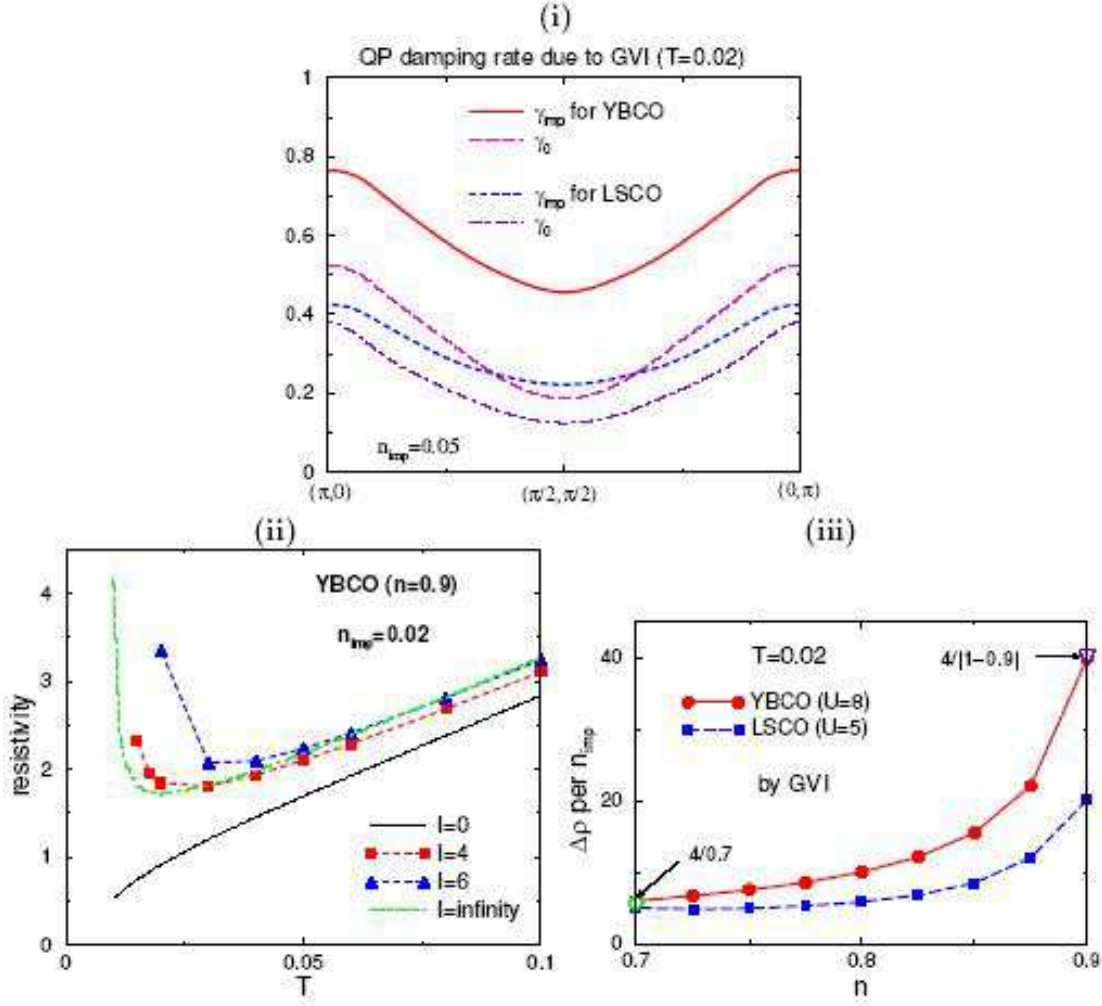 (i)
QP damping rate due to GVI (T=0.02)
1
0.8
0.6
0.4
0.2
0
γimp for YBCO
γ0
γimp for LSCO
γ0
nimp=0.05
(π,0)
(π/2,π/2)
(0,π)
(ii)
4
3
2
1
0
resistivity
YBCO (n=0.9)
nimp=0.02
I=0
I=4
I=6
I=infinity
0
0.05
0.1
T
(iii)
40
20
0
Δρ per nimp
T=0.02
4/|1−0.9|
YBCO (U=8)
LSCO (U=5)
by GVI
4/0.7
0.7
0.8
0.9
n